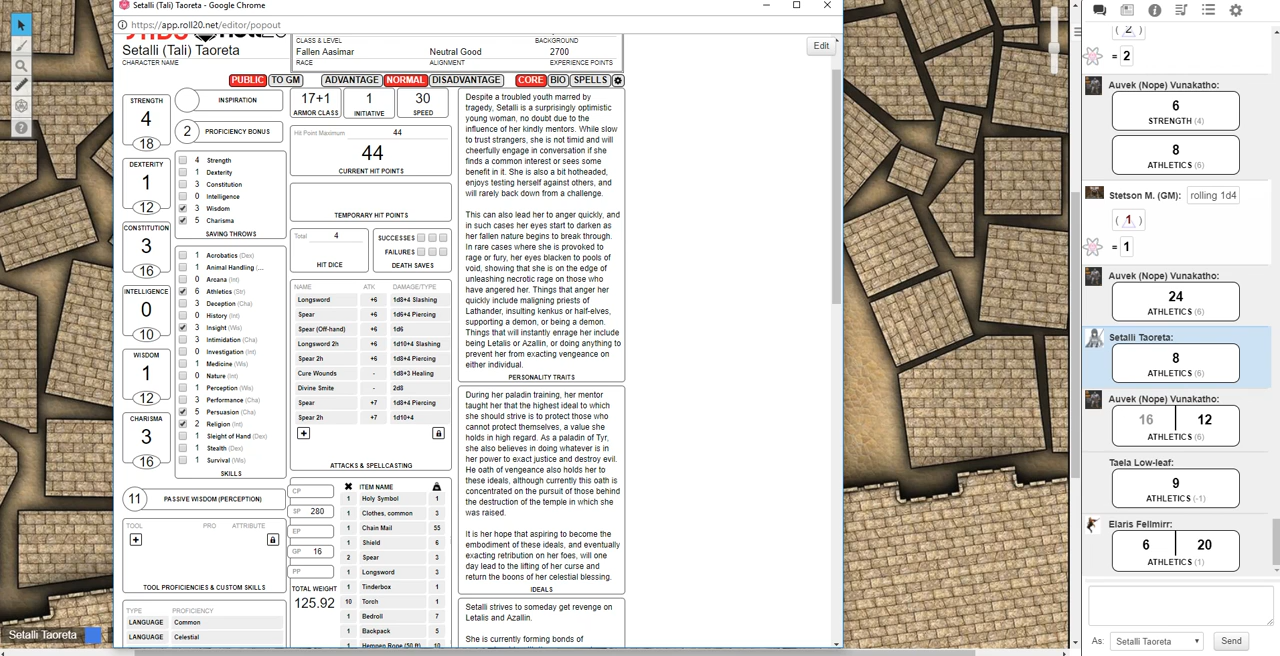 Setalli (Tali) Taoreta - Google Chrome
https://app.roll20.net/editor/popout
Setalli (Tali) Taoreta
CHARACTER NAME
CLASS & LEVEL
BACKGROUND
Fallen Aasimar
Neutral Good
2700
RACE
ALIGNMENT
EXPERIENCE POINTS
Edit
PUBLIC TO GM
ADVANTAGE NORMAL DISADVANTAGE
CORE BIO SPELLS
STRENGTH
4
18
DEXTERITY
1
12
CONSTITUTION
3
16
INTELLIGENCE
0
10
WISDOM
1
12
CHARISMA
3
16
INSPIRATION
2 PROFICIENCY BONUS
4 Strength
1 Dexterity
3 Constitution
0 Intelligence
3 Wisdom
5 Charisma
SAVING THROWS
1 Acrobatics (Dex)
1 Animal Handling (...
0 Arcana (Int)
6 Athletics (Str)
3 Deception (Cha)
0 History (Int)
3 Insight (Wis)
3 Intimidation (Cha)
0 Investigation (Int)
1 Medicine (Wis)
0 Nature (Int)
1 Perception (Wis)
3 Performance (Cha)
5 Persuasion (Cha)
2 Religion (Int)
1 Sleight of Hand (Dex)
1 Stealth (Dex)
1 Survival (Wis)
SKILLS
11 PASSIVE WISDOM (PERCEPTION)
TOOL PRO ATTRIBUTE
TOOL PROFICIENCIES & CUSTOM SKILLS
TYPE PROFICIENCY
LANGUAGE Common
LANGUAGE Celestial
17+1
ARMOR CLASS
1
INITIATIVE
30
SPEED
Hit Point Maximum 44
44
CURRENT HIT POINTS
TEMPORARY HIT POINTS
Total 4
HIT DICE
SUCCESSES
FAILURES
DEATH SAVES
NAME ATK DAMAGE/TYPE
Longsword +6 1d8+4 Slashing
Spear +6 1d6+4 Piercing
Spear (Off-hand) +6 1d6
Longsword 2h +6 1d10+4 Slashing
Spear 2h +6 1d8+4 Piercing
Cure Wounds - 1d8+3 Healing
Divine Smite - 2d8
Spear +7 1d8+4 Piercing
Spear 2h +7 1d10+4
ATTACKS & SPELLCASTING
CP
SP 280
EP
GP 16
PP
TOTAL WEIGHT
125.92
ITEM NAME
1 Holy Symbol 1
1 Clothes, common 3
1 Chain Mail 55
1 Shield 6
2 Spear 3
1 Longsword 3
1 Tinderbox 1
10 Torch 1
1 Bedroll 7
1 Backpack 5
1 Hempen Rope (50 ft) 10
Despite a troubled youth marred by
tragedy, Setalli is a surprisingly optimistic
young woman, no doubt due to the
influence of her kindly mentors. While slow
to trust strangers, she is not timid and will
cheerfully engage in conversation if she
finds a common interest or sees some
benefit in it. She is also a bit hotheaded,
enjoys testing herself against others, and
will rarely back down from a challenge.
This can also lead her to anger quickly, and
in such cases her eyes start to darken as
her fallen nature begins to break through.
In rare cases where she is provoked to
rage or fury, her eyes blacken to pools of
void, showing that she is on the edge of
unleashing necrotic rage on those who
have angered her. Things that anger her
quickly include maligning priests of
Lathander, insulting kenkus or half-elves,
supporting a demon, or being a demon.
Things that will instantly enrage her include
being Letalis or Azallin, or doing anything to
prevent her from exacting vengeance on
either individual.
PERSONALITY TRAITS
During her paladin training, her mentor
taught her that the highest ideal to which
she should strive is to protect those who
cannot protect themselves, a value she
holds in high regard. As a paladin of Tyr,
she also believes in doing whatever is in
her power to exact justice and destroy evil.
He oath of vengeance also holds her to
these ideals, although currently this oath is
concentrated on the pursuit of those behind
the destruction of the temple in which she
was raised.
It is her hope that aspiring to become the
embodiment of these ideals, and eventually
exacting retribution on her foes, will one
day lead to the lifting of her curse and
return the boons of her celestial blessing.
IDEALS
Setalli strives to someday get revenge on
Letalis and Azallin.
She is currently forming bonds of
Setalli Taoreta
( 2 )
= 2
Auvek (Nope) Vunakatho:
6
STRENGTH (4)
8
ATHLETICS (6)
Stetson M. (GM): rolling 1d4
( 1 )
= 1
Auvek (Nope) Vunakatho:
24
ATHLETICS (6)
Setalli Taoreta:
8
ATHLETICS (6)
Auvek (Nope) Vunakatho:
16 12
ATHLETICS (6)
Taela Low-leaf:
9
ATHLETICS (-1)
Elaris Fellmirr:
6 20
ATHLETICS (1)
As: Setalli Taoreta
Send